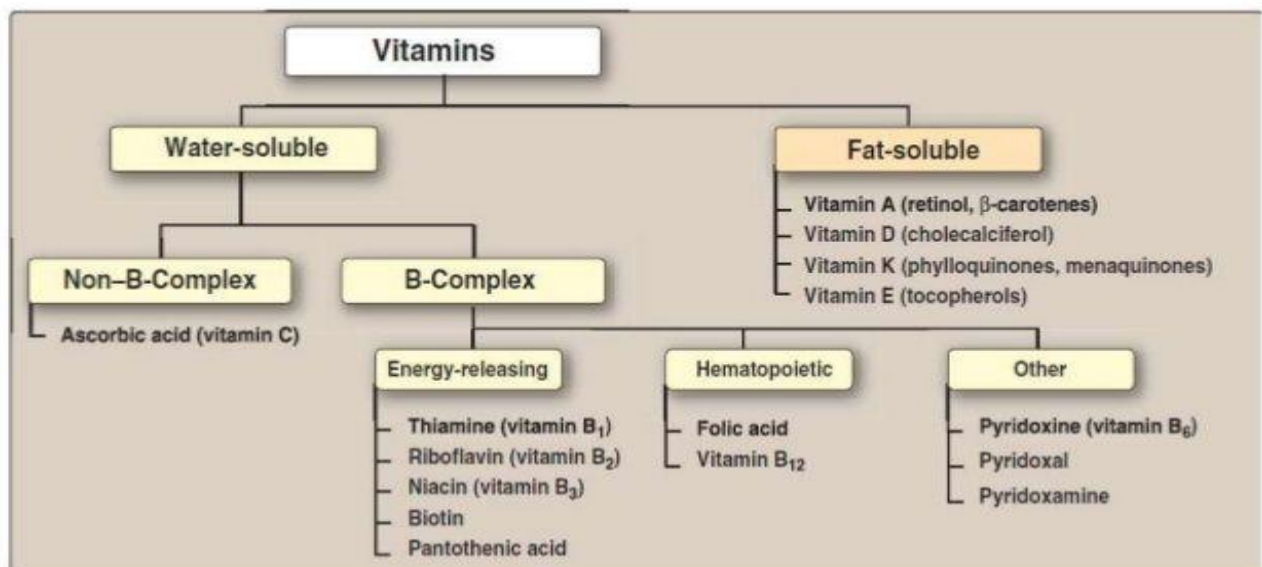 Vitamins
Water-soluble
Fat-soluble
Vitamin A (retinol, β-carotenes)
Vitamin D (cholecalciferol)
Vitamin K (phylloquinones, menaquinones)
Vitamin E (tocopherols)
Non–B-Complex
B-Complex
Ascorbic acid (vitamin C)
Energy-releasing
Hematopoietic
Other
Thiamine (vitamin B₁)
Riboflavin (vitamin B₂)
Niacin (vitamin B₃)
Biotin
Pantothenic acid
Folic acid
Vitamin B₁₂
Pyridoxine (vitamin B₆)
Pyridoxal
Pyridoxamine